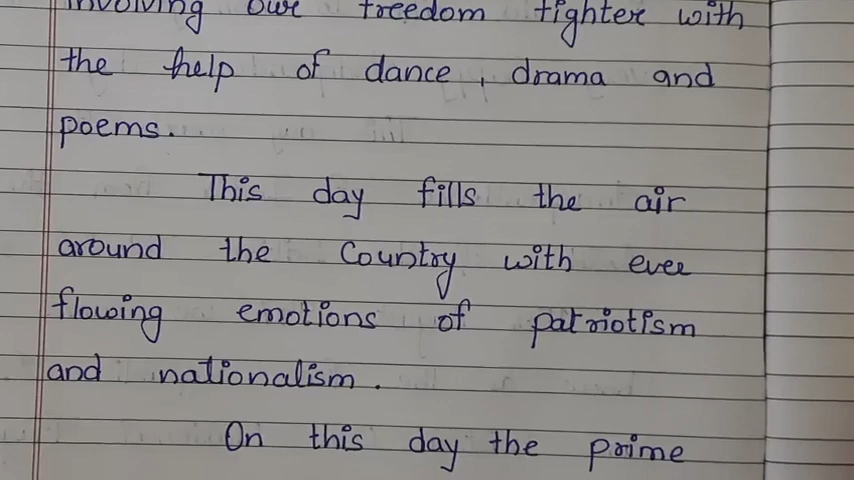 involving our freedom fighter with
the help of dance, drama and
poems.
This day fills the air
around the Country with ever
flowing emotions of patriotism
and nationalism.
On this day the prime